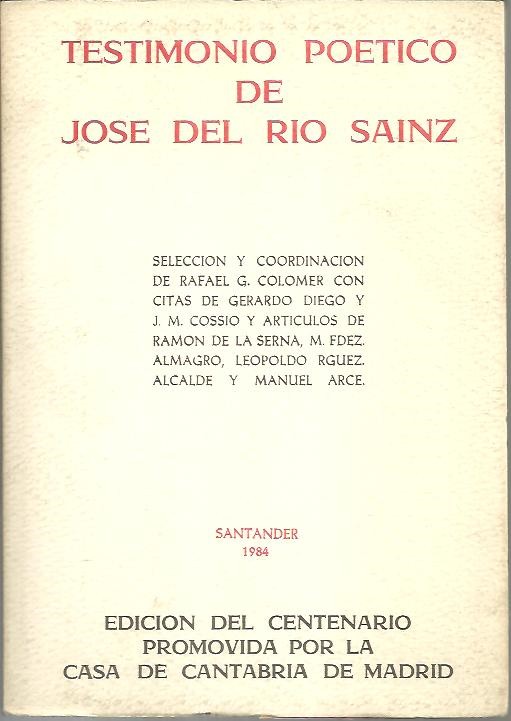 TESTIMONIO POETICO
DE
JOSE DEL RIO SAINZ
SELECCION Y COORDINACION
DE RAFAEL G. COLOMER CON
CITAS DE GERARDO DIEGO Y
J. M. COSSIO Y ARTICULOS DE
RAMON DE LA SERNA, M. FDEZ.
ALMAGRO, LEOPOLDO RGUEZ.
ALCALDE Y MANUEL ARCE.
SANTANDER
1984
EDICION DEL CENTENARIO
PROMOVIDA POR LA
CASA DE CANTABRIA DE MADRID